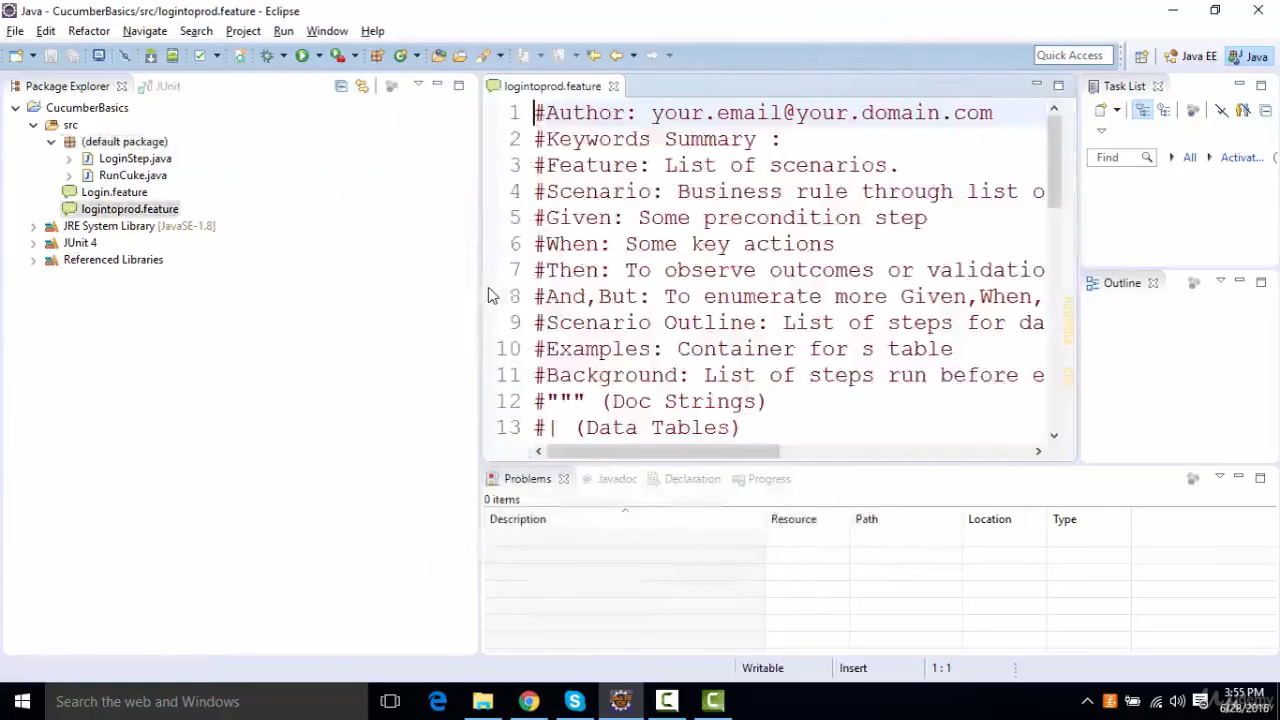 Java - CucumberBasics/src/logintoprod.feature - Eclipse
File Edit Refactor Navigate Search Project Run Window Help
Quick Access Java EE Java
Package Explorer JUnit
CucumberBasics
src
(default package)
LoginStep.java
RunCuke.java
Login.feature
logintoprod.feature
JRE System Library [JavaSE-1.8]
JUnit 4
Referenced Libraries
logintoprod.feature
1 #Author: your.email@your.domain.com
2 #Keywords Summary :
3 #Feature: List of scenarios.
4 #Scenario: Business rule through list o
5 #Given: Some precondition step
6 #When: Some key actions
7 #Then: To observe outcomes or validatio
8 #And,But: To enumerate more Given,When,
9 #Scenario Outline: List of steps for da
10 #Examples: Container for s table
11 #Background: List of steps run before e
12 #""" (Doc Strings)
13 #| (Data Tables)
Task List
Find All Activat...
Outline
Problems Javadoc Declaration Progress
0 items
Description Resource Path Location Type
Writable Insert 1 : 1
Search the web and Windows
3:55 PM
6/28/2016